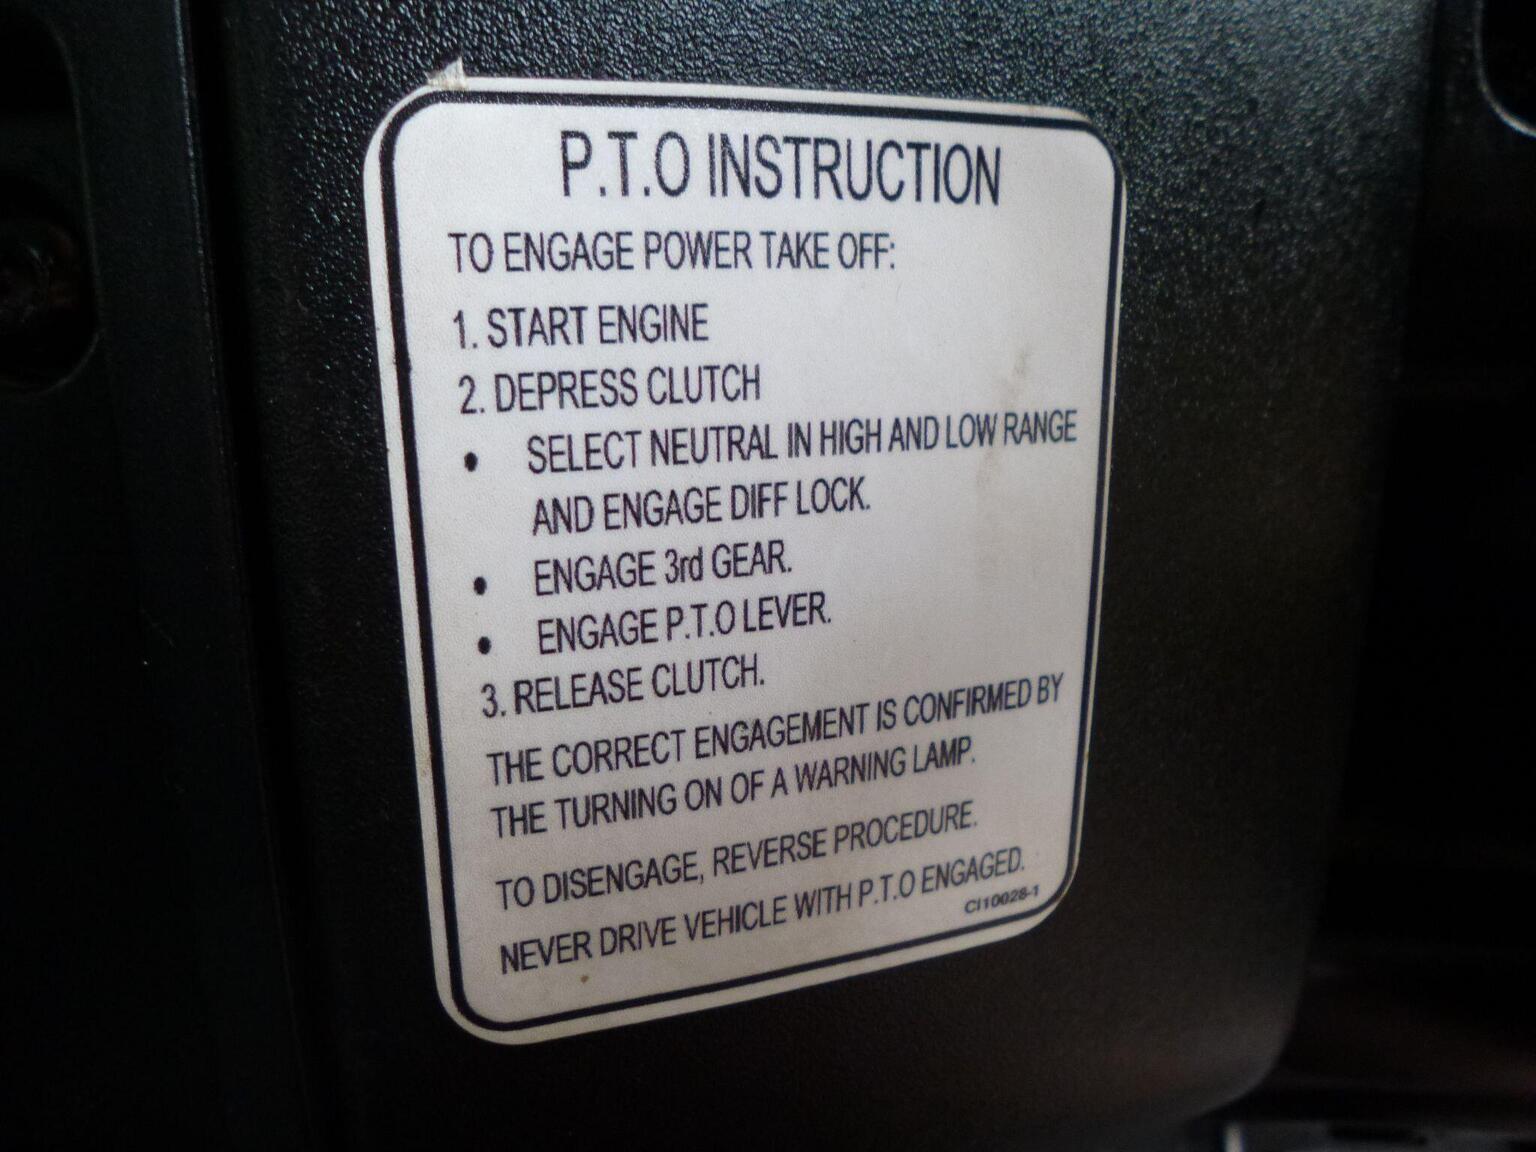 P.T.O INSTRUCTION
TO ENGAGE POWER TAKE OFF:
1. START ENGINE
2. DEPRESS CLUTCH
• SELECT NEUTRAL IN HIGH AND LOW RANGE
AND ENGAGE DIFF LOCK.
• ENGAGE 3rd GEAR.
• ENGAGE P.T.O LEVER.
3. RELEASE CLUTCH.
THE CORRECT ENGAGEMENT IS CONFIRMED BY
THE TURNING ON OF A WARNING LAMP.
TO DISENGAGE, REVERSE PROCEDURE.
NEVER DRIVE VEHICLE WITH P.T.O ENGAGED.
CI10028-1